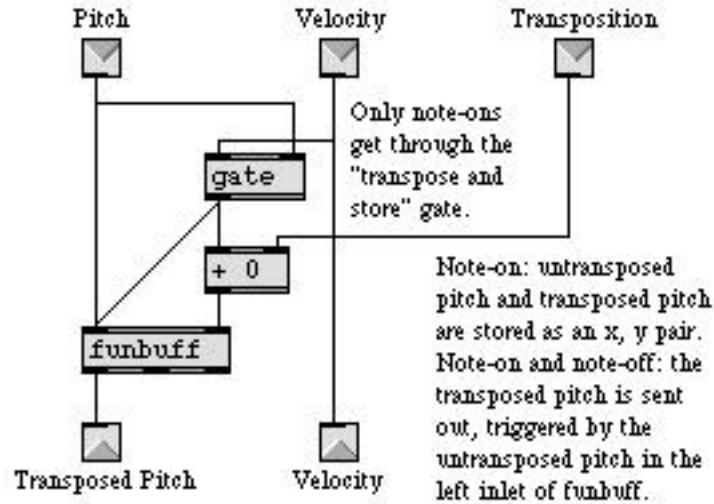 Pitch
Velocity
Transposition
Only note-ons
get through the
"transpose and
store" gate.
gate
+ 0
Note-on: untransposed
pitch and transposed pitch
are stored as an x, y pair.
Note-on and note-off: the
transposed pitch is sent
out, triggered by the
untransposed pitch in the
left inlet of funbuff.
funbuff
Transposed Pitch
Velocity